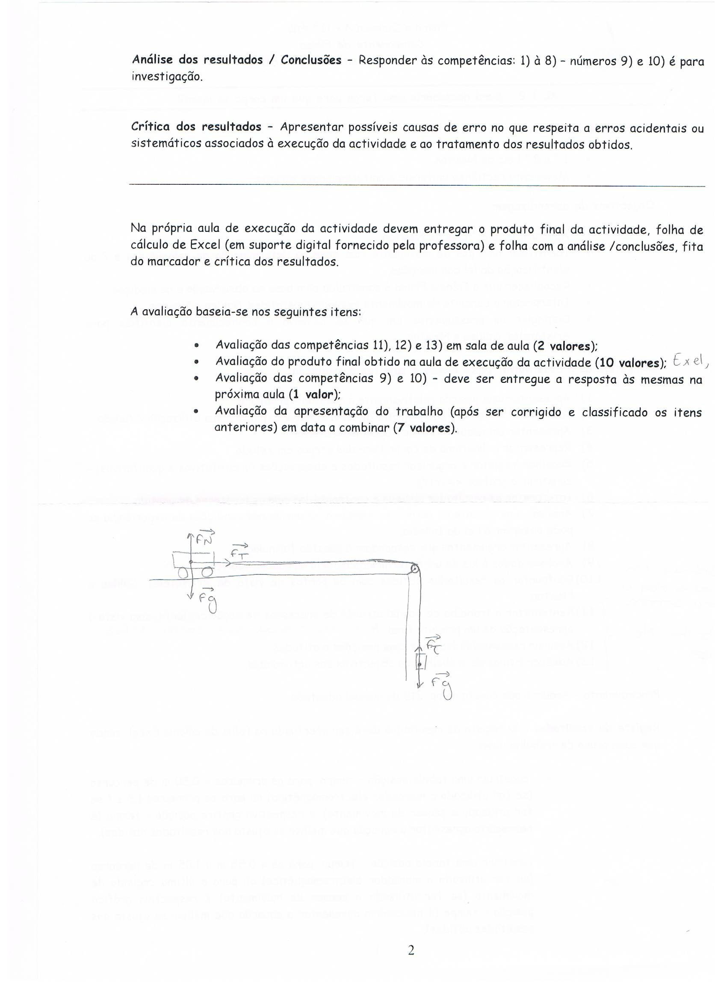 Análise dos resultados / Conclusões - Responder às competências: 1) à 8) - números 9) e 10) é para
investigação.
Crítica dos resultados - Apresentar possíveis causas de erro no que respeita a erros acidentais ou
sistemáticos associados à execução da actividade e ao tratamento dos resultados obtidos.
Na própria aula de execução da actividade devem entregar o produto final da actividade, folha de
cálculo de Excel (em suporte digital fornecido pela professora) e folha com a análise /conclusões, fita
do marcador e crítica dos resultados.
A avaliação baseia-se nos seguintes itens:
• Avaliação das competências 11), 12) e 13) em sala de aula (2 valores);
• Avaliação do produto final obtido na aula de execução da actividade (10 valores); Exel,
• Avaliação das competências 9) e 10) - deve ser entregue a resposta às mesmas na
próxima aula (1 valor);
• Avaliação da apresentação do trabalho (após ser corrigido e classificado os itens
anteriores) em data a combinar (7 valores).
FN
FT
Fg
FT
Fg
2